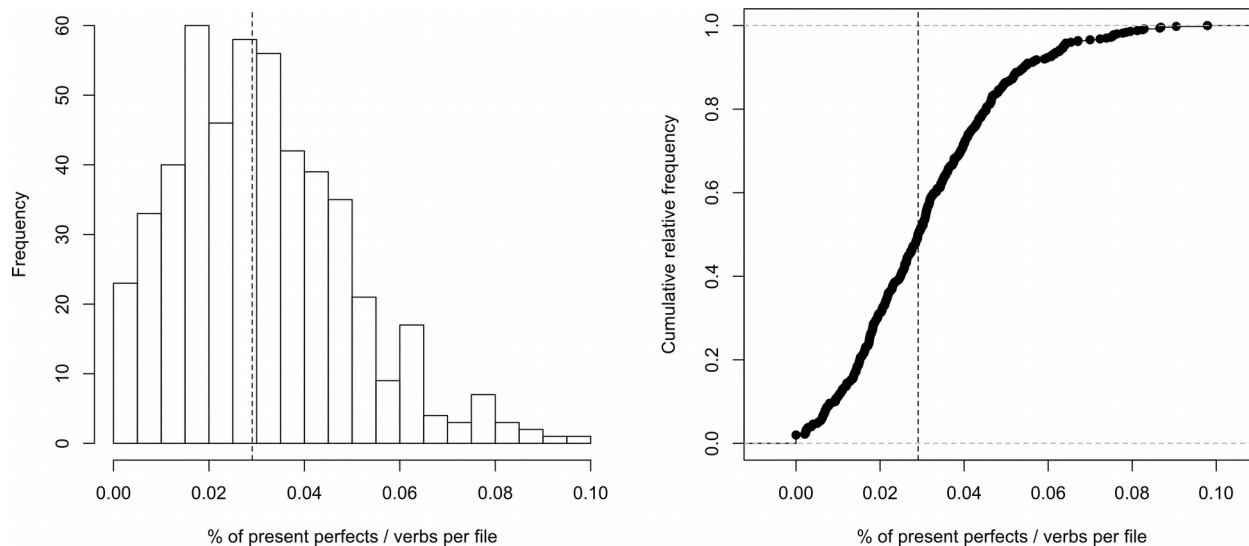 Frequency
0
10
20
30
40
50
60
0.00 0.02 0.04 0.06 0.08 0.10
% of present perfects / verbs per file
Cumulative relative frequency
0.0
0.2
0.4
0.6
0.8
1.0
0.00 0.02 0.04 0.06 0.08 0.10
% of present perfects / verbs per file